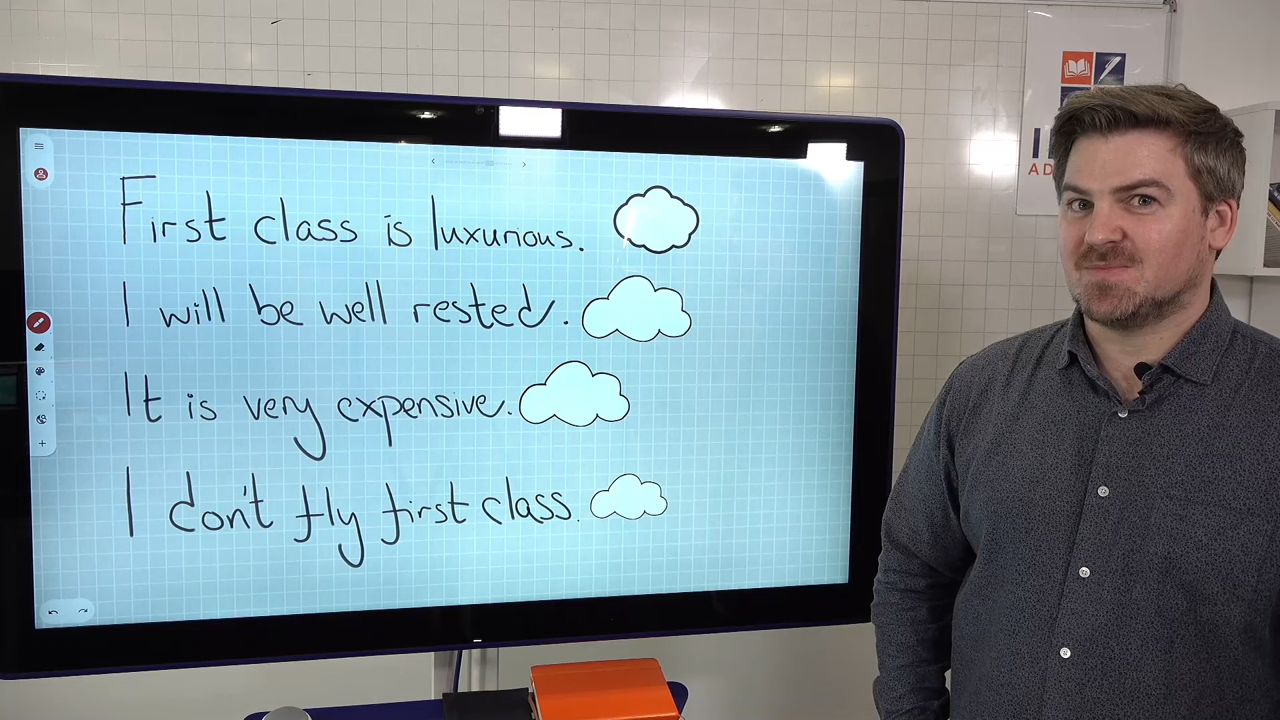 First class is luxurious.
I will be well rested.
It is very expensive.
I don't fly first class.